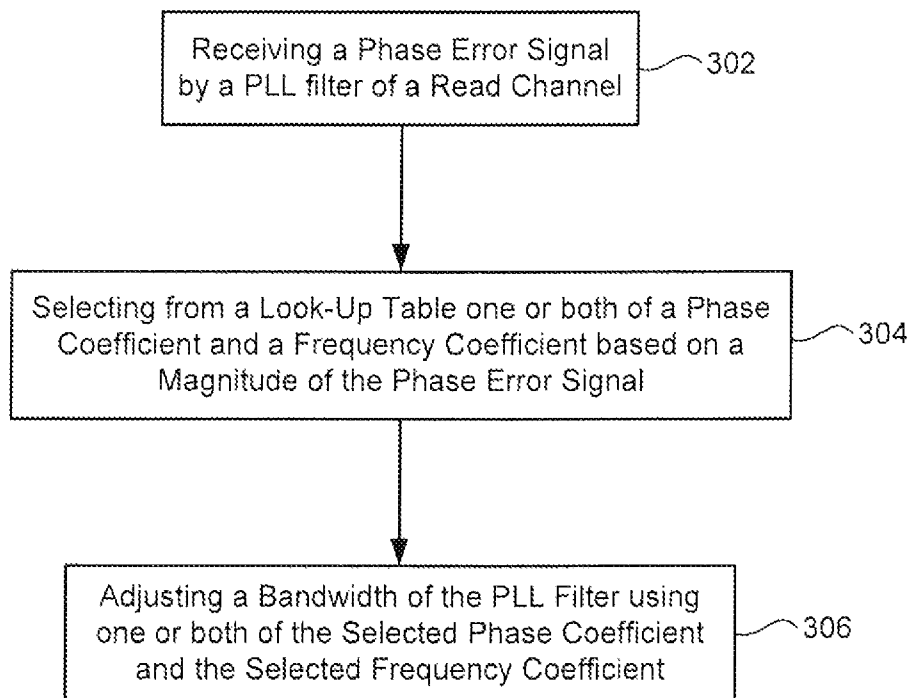 Receiving a Phase Error Signal
by a PLL filter of a Read Channel
302
Selecting from a Look-Up Table one or both of a Phase
Coefficient and a Frequency Coefficient based on a
Magnitude of the Phase Error Signal
304
Adjusting a Bandwidth of the PLL Filter using
one or both of the Selected Phase Coefficient
and the Selected Frequency Coefficient
306